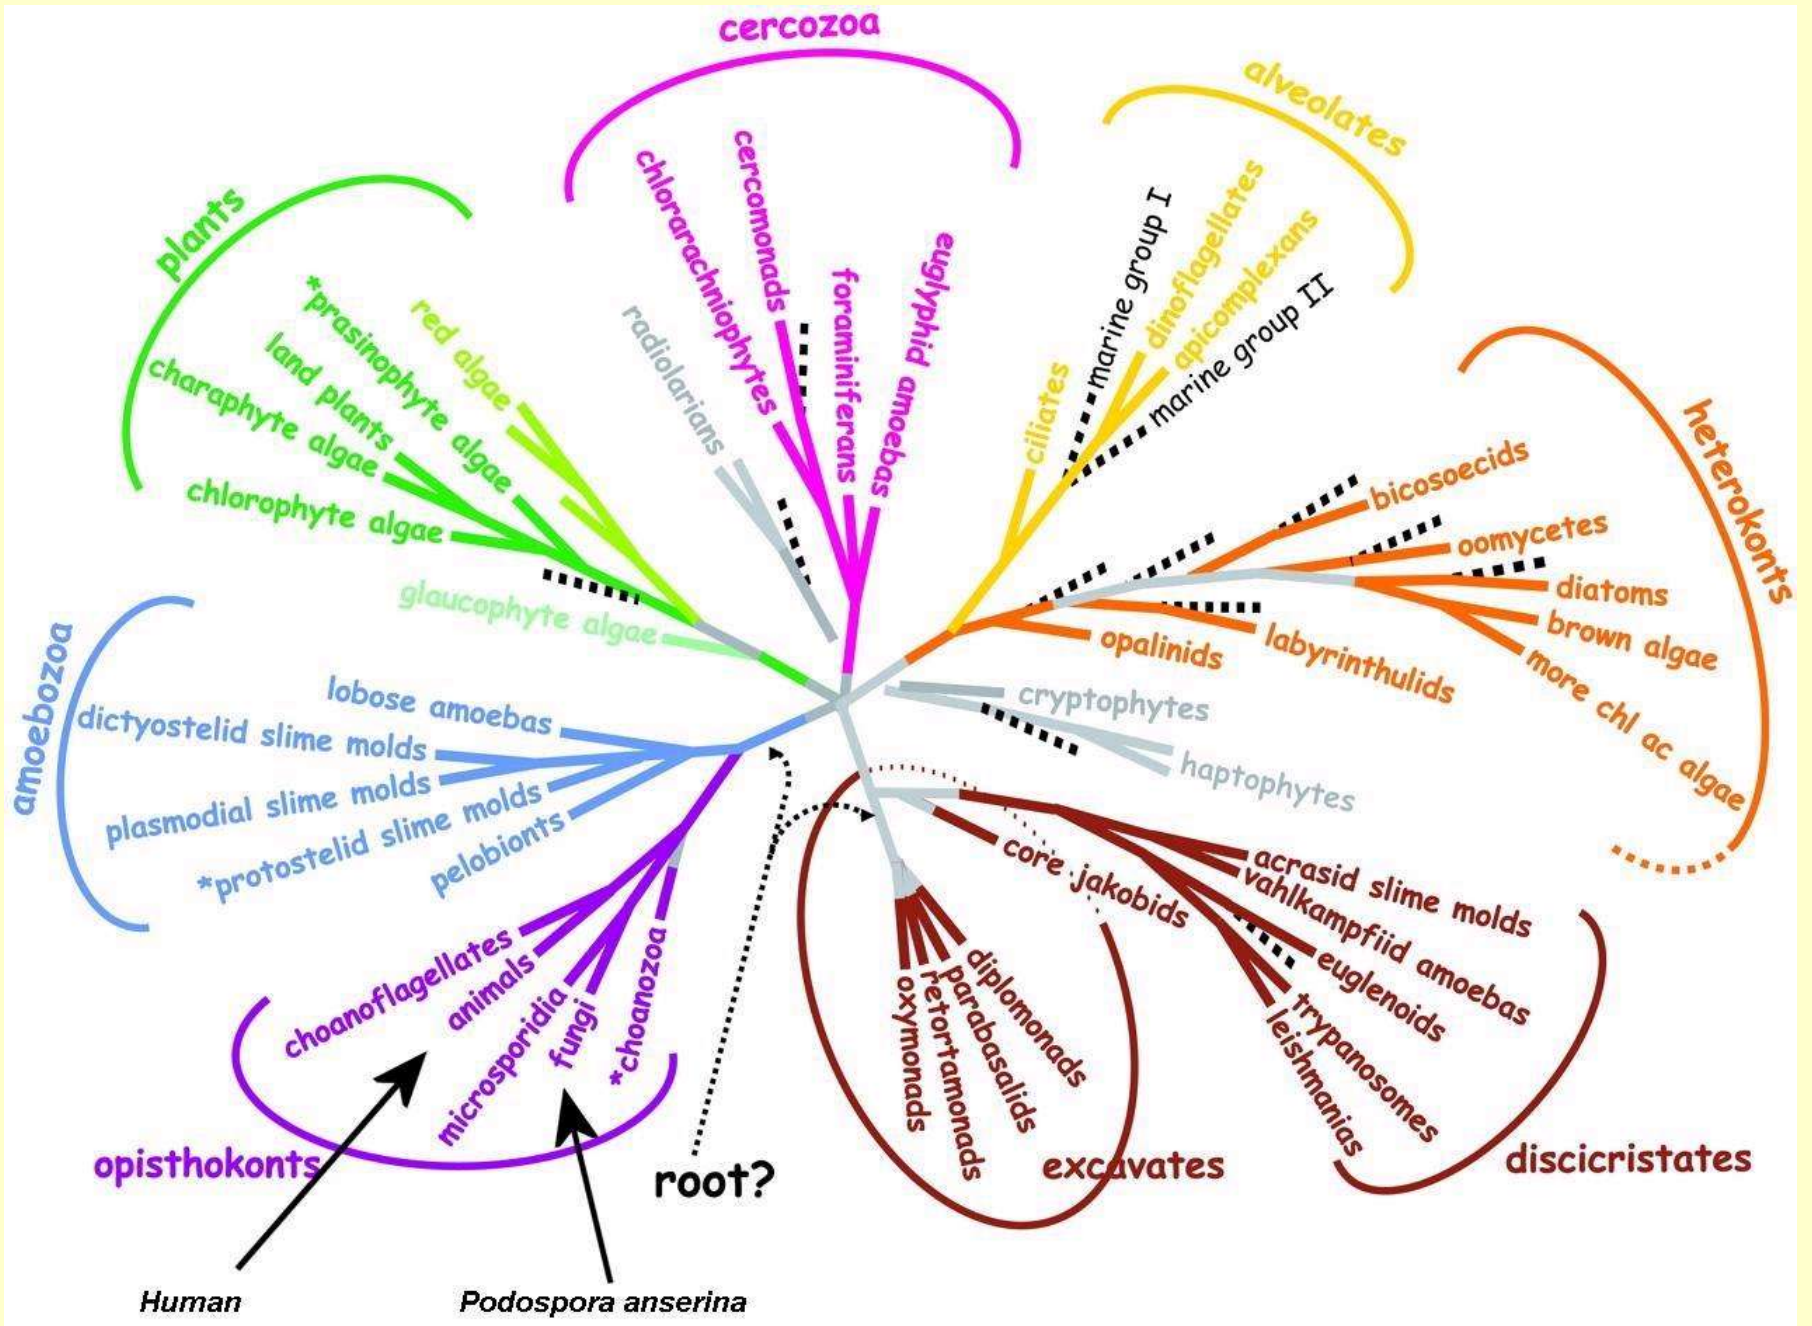 cercozoa
alveolates
plants
heterokonts
amoebozoa
opisthokonts
excavates
discicristates
root?
Human
Podospora anserina
chlorarachniophytes
cercomonads
foraminiferans
euglyphid amoebas
radiolarians
ciliates
marine group I
dinoflagellates
apicomplexans
marine group II
bicosoecids
oomycetes
diatoms
brown algae
more chl ac algae
labyrinthulids
opalinids
cryptophytes
haptophytes
core jakobids
acrasid slime molds
vahlkampfiid amoebas
euglenoids
trypanosomes
leishmanias
diplomonads
parabasalids
retortamonads
oxymonads
*choanozoa
fungi
microsporidia
animals
choanoflagellates
pelobionts
*protostelid slime molds
plasmodial slime molds
dictyostelid slime molds
lobose amoebas
glaucophyte algae
chlorophyte algae
charaphyte algae
land plants
*prasinophyte algae
red algae